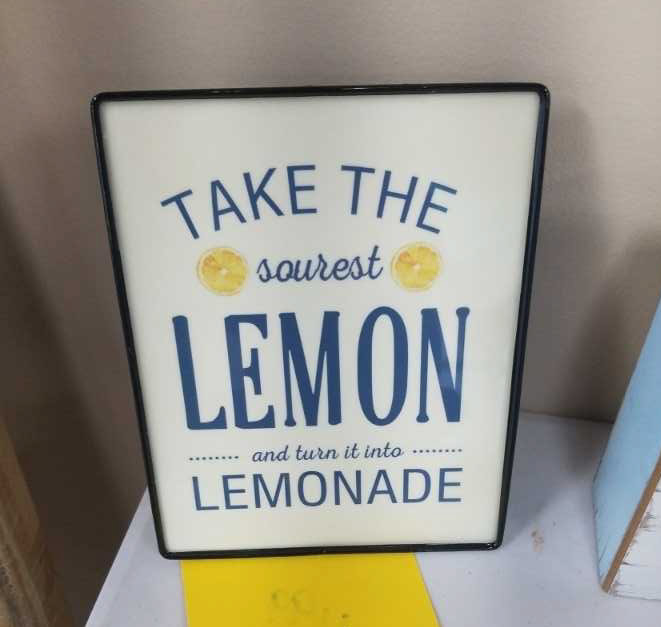 TAKE THE
sourest
LEMON
and turn it into
LEMONADE